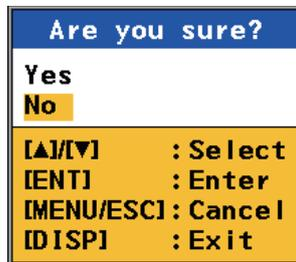 Are you sure?
Yes
No
[▲]/[▼] :Select
[ENT] :Enter
[MENU/ESC]:Cancel
[DISP] :Exit